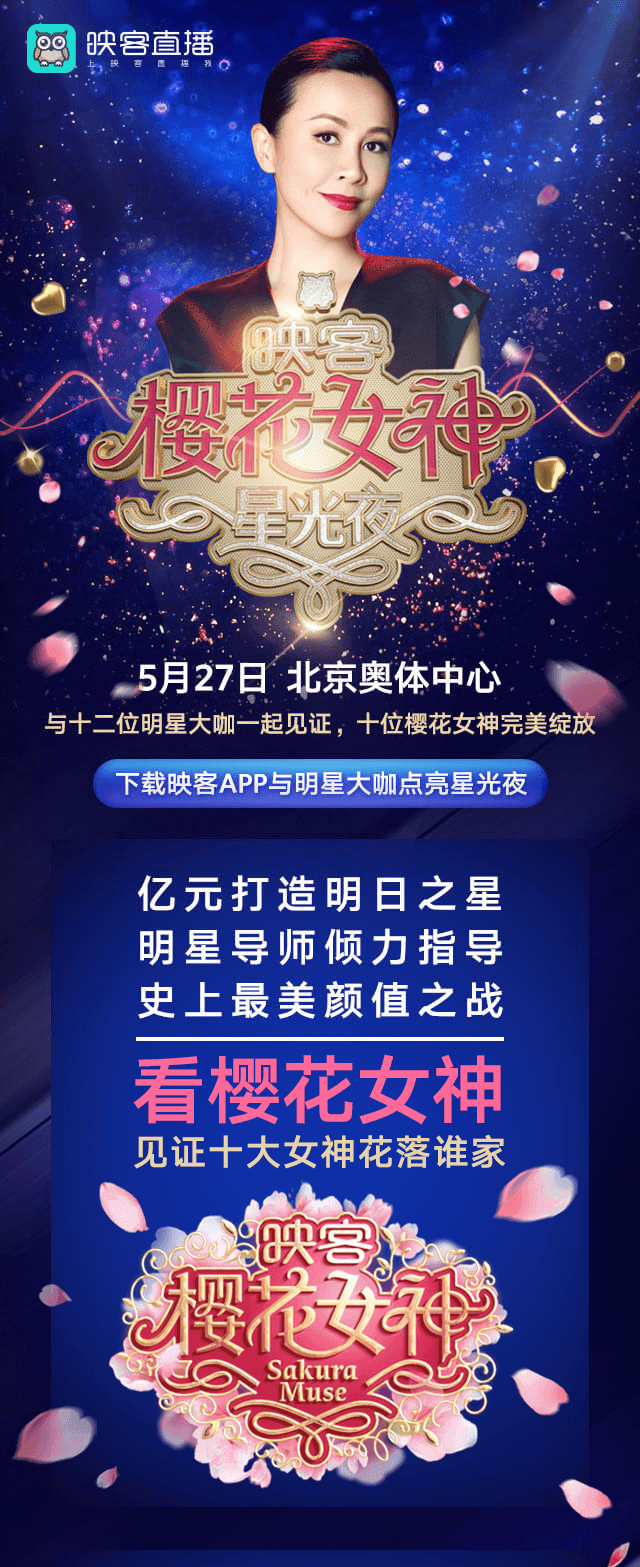 映客直播
上映客直播我
映客
樱花女神
星光夜
5月27日 北京奥体中心
与十二位明星大咖一起见证，十位樱花女神完美绽放
下载映客APP与明星大咖点亮星光夜
亿元打造明日之星
明星导师倾力指导
史上最美颜值之战
看樱花女神
见证十大女神花落谁家
映客
樱花女神
Sakura
Muse